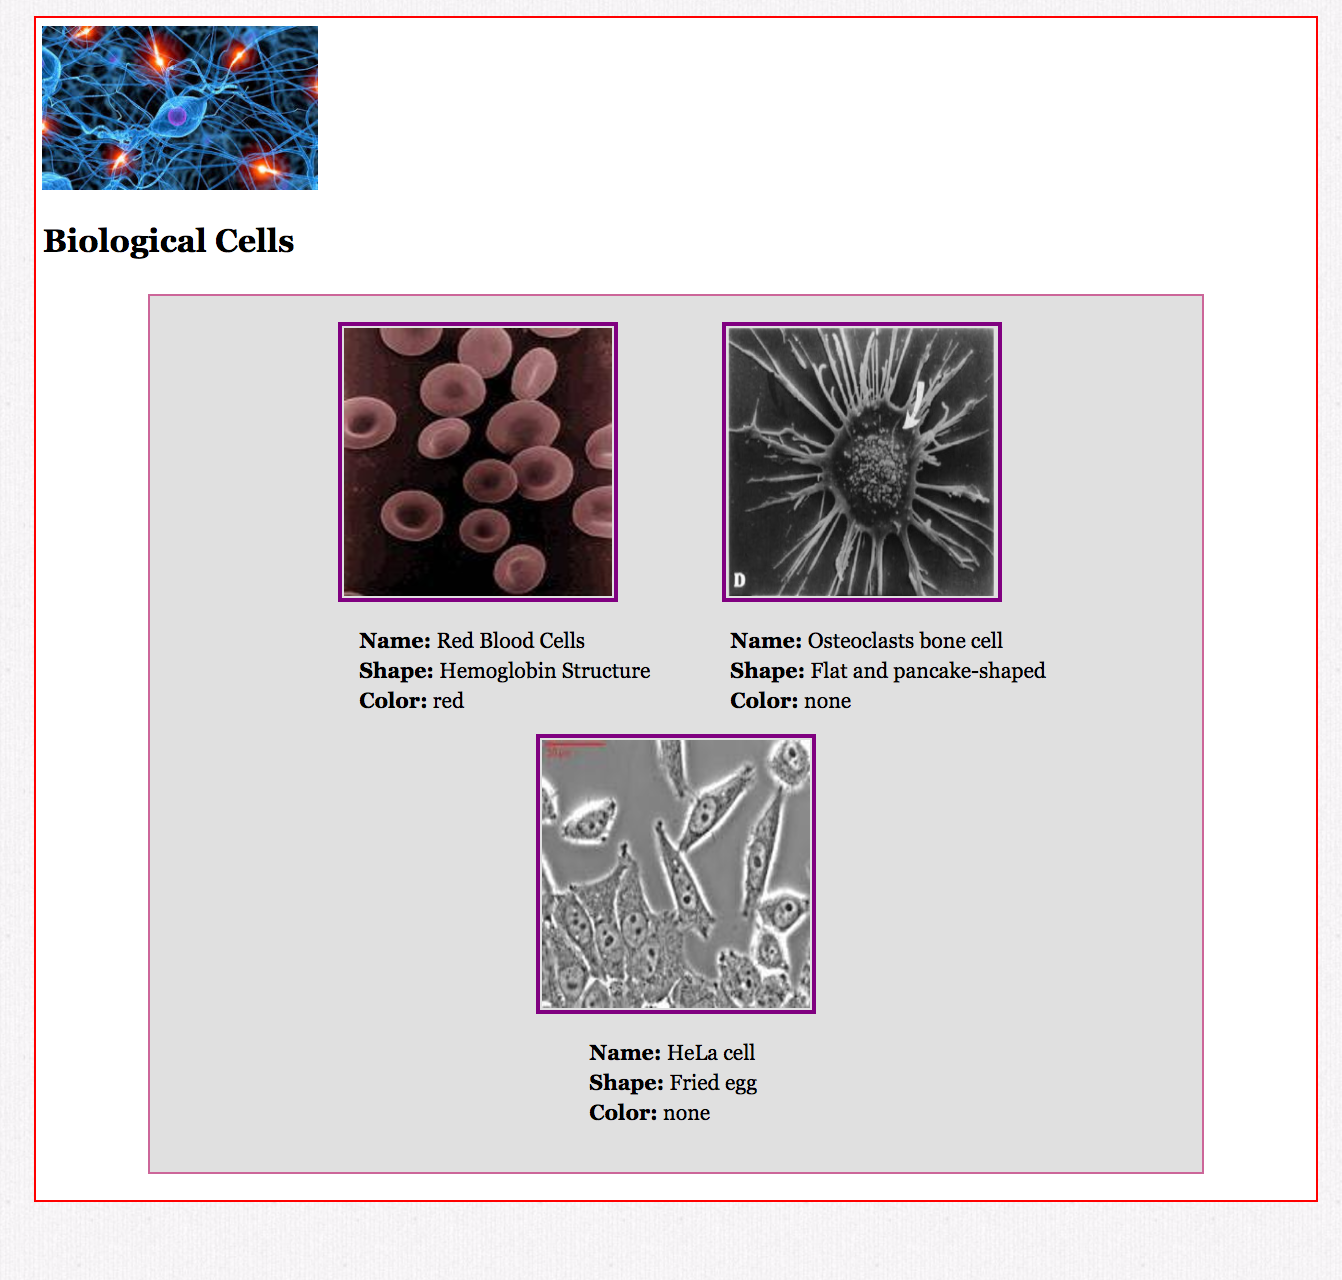 Biological Cells
D
Name: Red Blood Cells
Shape: Hemoglobin Structure
Color: red
Name: Osteoclasts bone cell
Shape: Flat and pancake-shaped
Color: none
Name: HeLa cell
Shape: Fried egg
Color: none